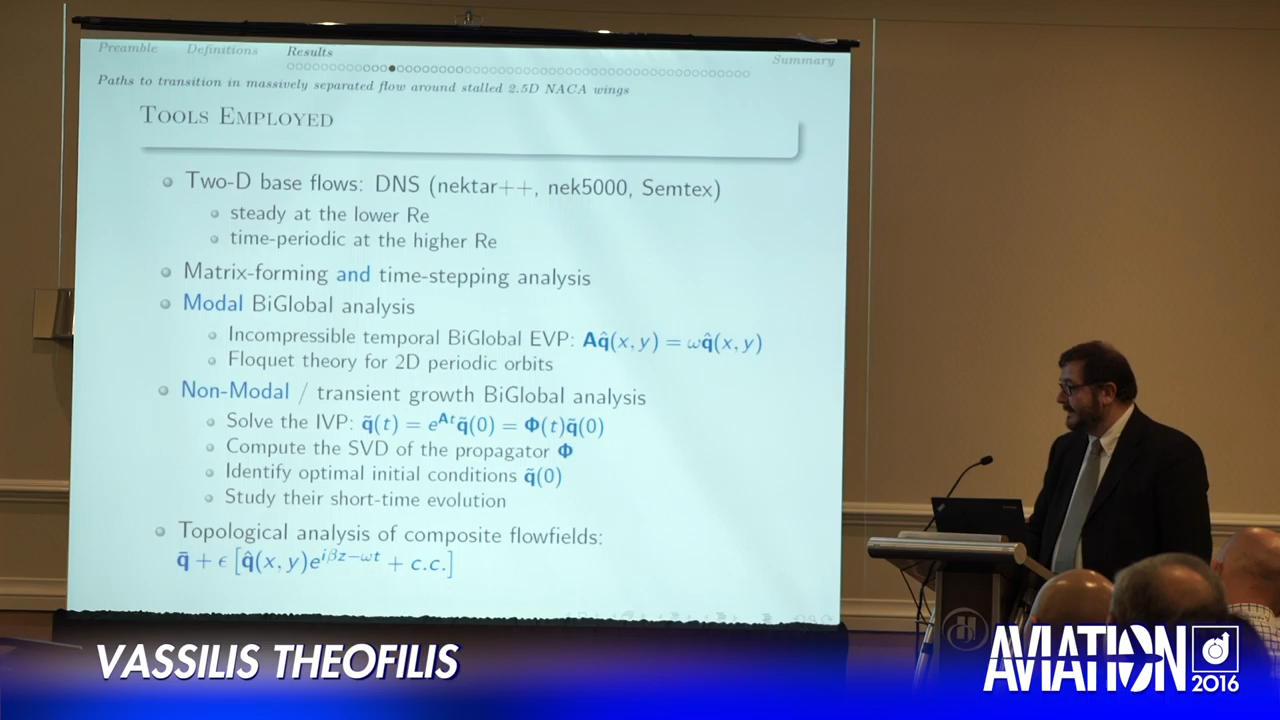 Preamble Definitions Results Summary
Paths to transition in massively separated flow around stalled 2.5D NACA wings
TOOLS EMPLOYED
Two-D base flows: DNS (nektar++, nek5000, Semtex)
steady at the lower Re
time-periodic at the higher Re
Matrix-forming and time-stepping analysis
Modal BiGlobal analysis
Incompressible temporal BiGlobal EVP: Aq̂(x, y) = ωq̂(x, y)
Floquet theory for 2D periodic orbits
Non-Modal / transient growth BiGlobal analysis
Solve the IVP: q̃(t) = e^{At}q̃(0) = Φ(t)q̃(0)
Compute the SVD of the propagator Φ
Identify optimal initial conditions q̃(0)
Study their short-time evolution
Topological analysis of composite flowfields:
q̄ + ϵ [q̂(x, y)e^{iβz−ωt} + c.c.]
VASSILIS THEOFILIS
AVIATION
2016